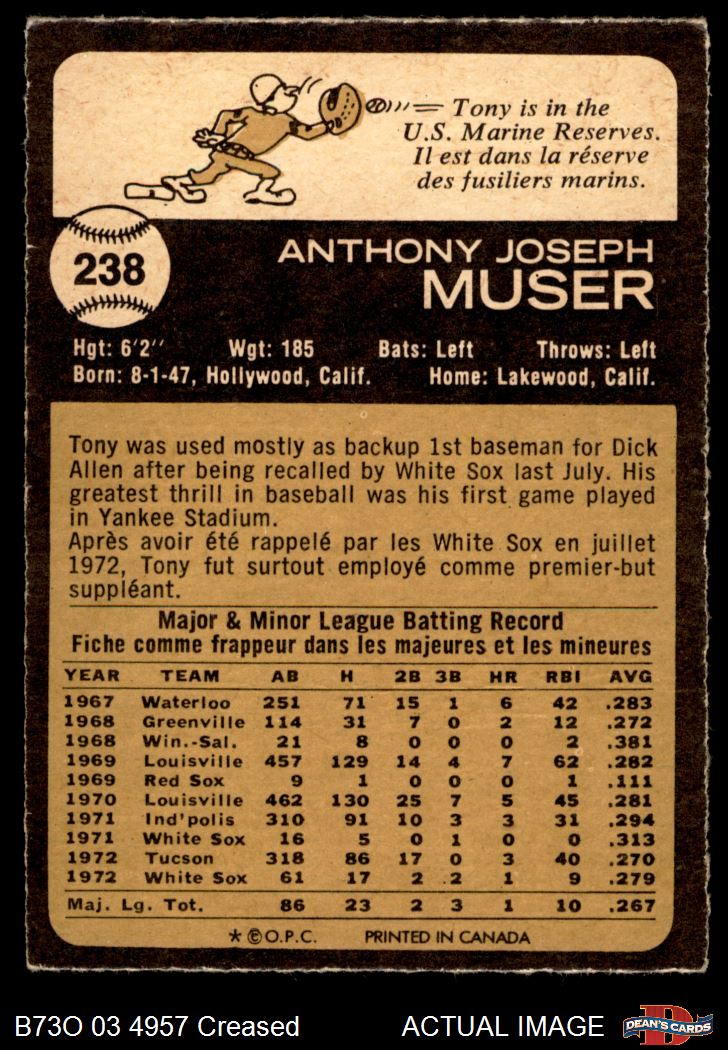 Tony is in the
U.S. Marine Reserves.
Il est dans la réserve
des fusiliers marins.
238
ANTHONY JOSEPH
MUSER
Hgt: 6'2'' Wgt: 185 Bats: Left Throws: Left
Born: 8-1-47, Hollywood, Calif. Home: Lakewood, Calif.
Tony was used mostly as backup 1st baseman for Dick
Allen after being recalled by White Sox last July. His
greatest thrill in baseball was his first game played
in Yankee Stadium.
Après avoir été rappelé par les White Sox en juillet
1972, Tony fut surtout employé comme premier-but
suppléant.
Major & Minor League Batting Record
Fiche comme frappeur dans les majeures et les mineures
YEAR TEAM AB H 2B 3B HR RBI AVG
1967 Waterloo 251 71 15 1 6 42 .283
1968 Greenville 114 31 7 0 2 12 .272
1968 Win.-Sal. 21 8 0 0 0 2 .381
1969 Louisville 457 129 14 4 7 62 .282
1969 Red Sox 9 1 0 0 0 1 .111
1970 Louisville 462 130 25 7 5 45 .281
1971 Ind'polis 310 91 10 3 3 31 .294
1971 White Sox 16 5 0 1 0 0 .313
1972 Tucson 318 86 17 0 3 40 .270
1972 White Sox 61 17 2 2 1 9 .279
Maj. Lg. Tot. 86 23 2 3 1 10 .267
* © O.P.C. PRINTED IN CANADA
B73O 03 4957 Creased ACTUAL IMAGE
D
DEAN'S CARDS